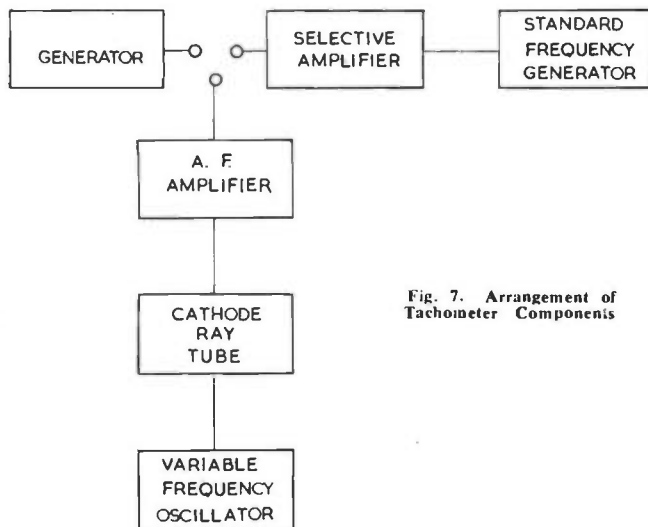 GENERATOR
SELECTIVE
AMPLIFIER
STANDARD
FREQUENCY
GENERATOR
A. F.
AMPLIFIER
CATHODE
RAY
TUBE
Fig. 7. Arrangement of
Tachometer Components
VARIABLE
FREQUENCY
OSCILLATOR